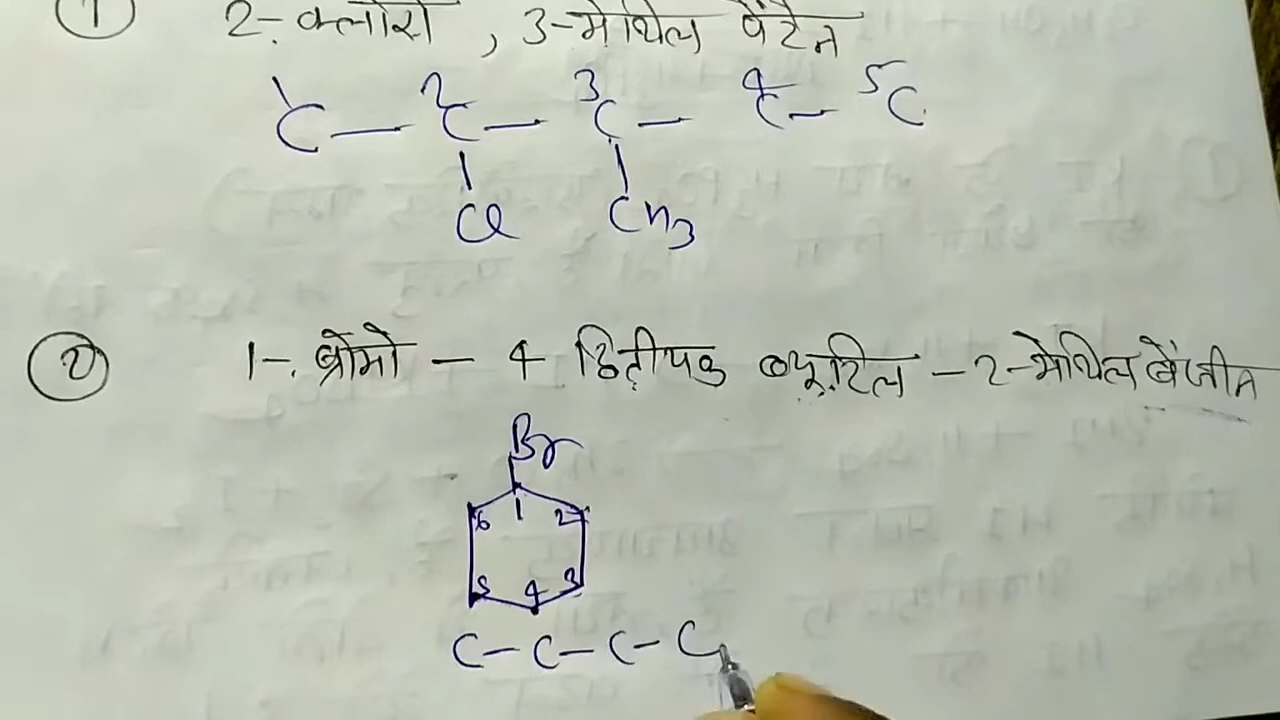 1 2-क्लोरो , 3-मेथिल पेंटेन
C — 2C — 3C — 4C — 5C
Cl CH3
2 1-ब्रोमो - 4 द्वितीयक ब्यूटिल - 2-मेथिल बेंजीन
Br
6 1 2
5 4 3
C - C - C - C